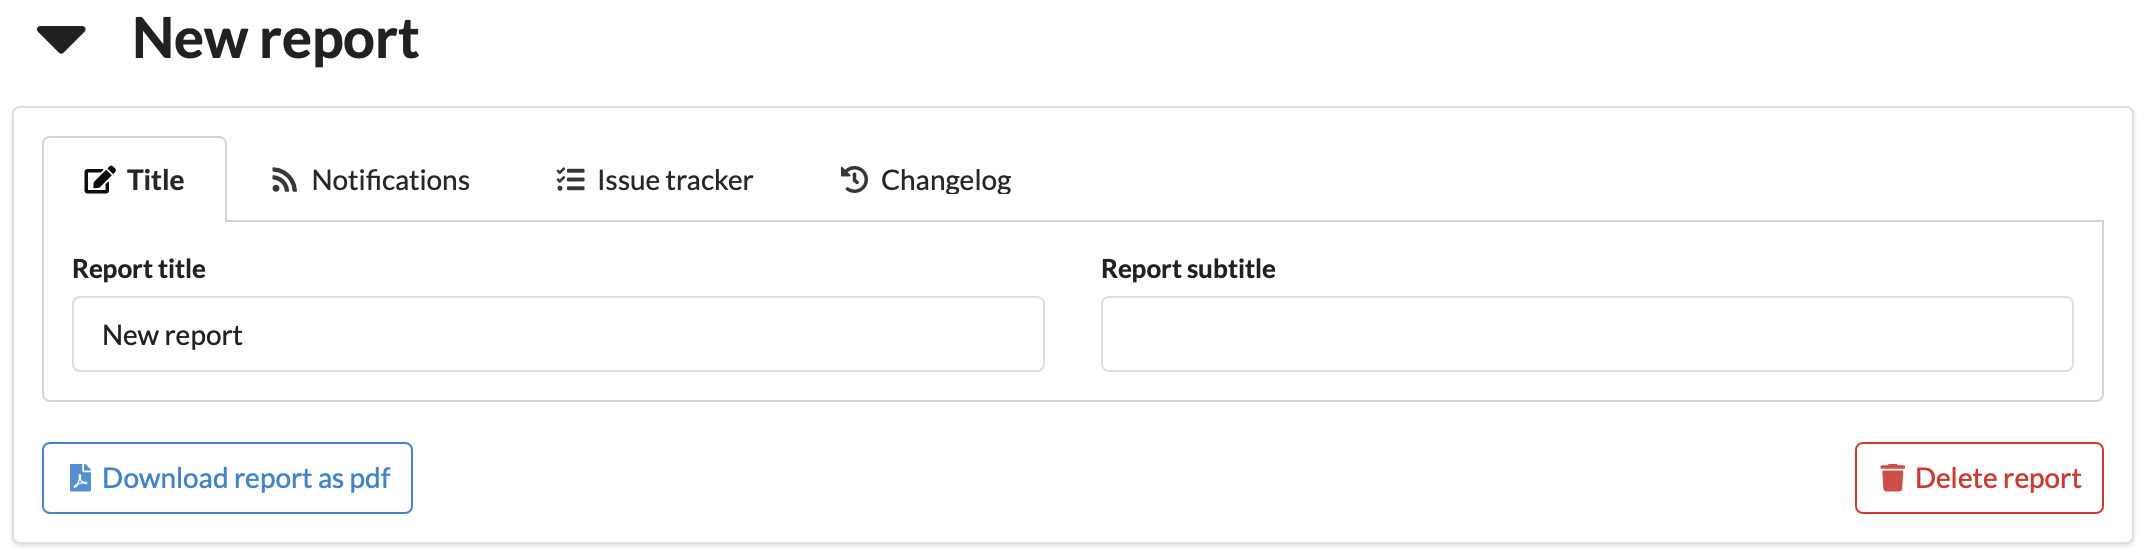 New report
Title Notifications Issue tracker Changelog
Report title Report subtitle
New report
Download report as pdf Delete report